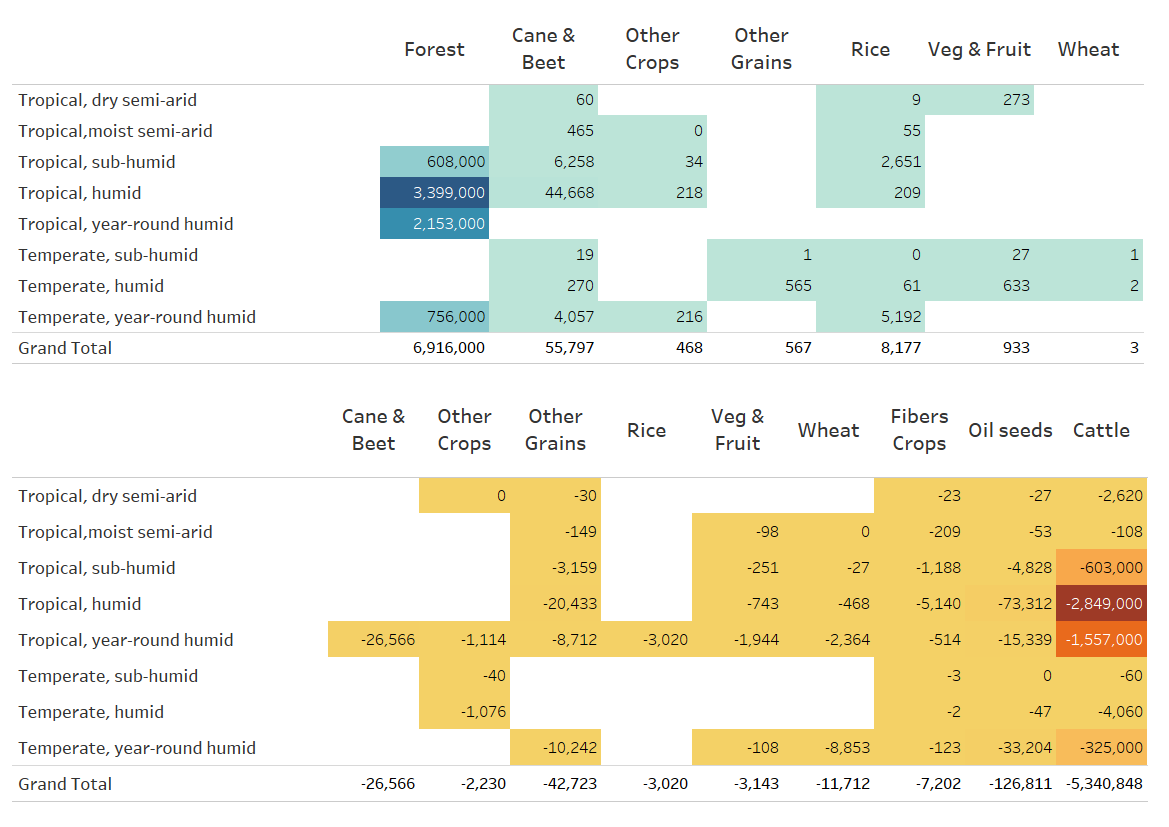 Forest Cane & Beet Other Crops Other Grains Rice Veg & Fruit Wheat
Tropical, dry semi-arid 60 9 273
Tropical,moist semi-arid 465 0 55
Tropical, sub-humid 608,000 6,258 34 2,651
Tropical, humid 3,399,000 44,668 218 209
Tropical, year-round humid 2,153,000
Temperate, sub-humid 19 1 0 27 1
Temperate, humid 270 565 61 633 2
Temperate, year-round humid 756,000 4,057 216 5,192
Grand Total 6,916,000 55,797 468 567 8,177 933 3
Cane & Beet Other Crops Other Grains Rice Veg & Fruit Wheat Fibers Crops Oil seeds Cattle
Tropical, dry semi-arid 0 -30 -23 -27 -2,620
Tropical,moist semi-arid -149 -98 0 -209 -53 -108
Tropical, sub-humid -3,159 -251 -27 -1,188 -4,828 -603,000
Tropical, humid -20,433 -743 -468 -5,140 -73,312 -2,849,000
Tropical, year-round humid -26,566 -1,114 -8,712 -3,020 -1,944 -2,364 -514 -15,339 -1,557,000
Temperate, sub-humid -40 -3 0 -60
Temperate, humid -1,076 -2 -47 -4,060
Temperate, year-round humid -10,242 -108 -8,853 -123 -33,204 -325,000
Grand Total -26,566 -2,230 -42,723 -3,020 -3,143 -11,712 -7,202 -126,811 -5,340,848